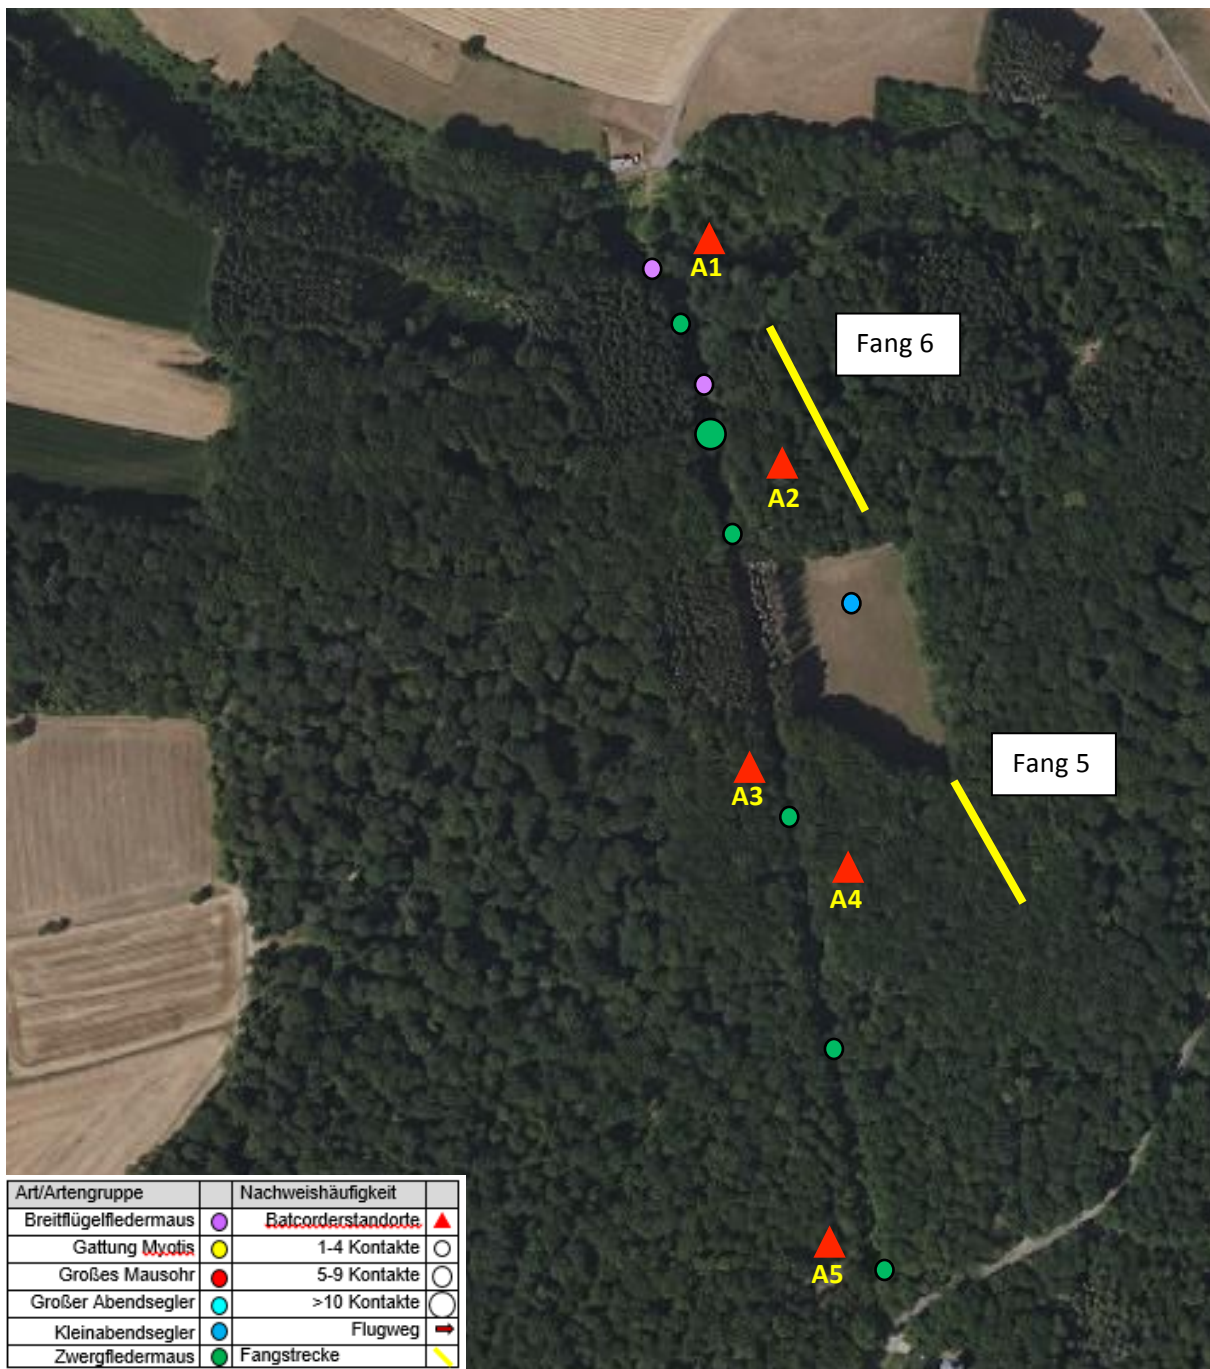 A1
Fang 6
A2
Fang 5
A3
A4
A5
Art/Artengruppe Nachweishäufigkeit
Breitflügelfledermaus Batcorderstandorte
Gattung Myotis 1-4 Kontakte
Großes Mausohr 5-9 Kontakte
Großer Abendsegler >10 Kontakte
Kleinabendsegler Flugweg
Zwergfledermaus Fangstrecke